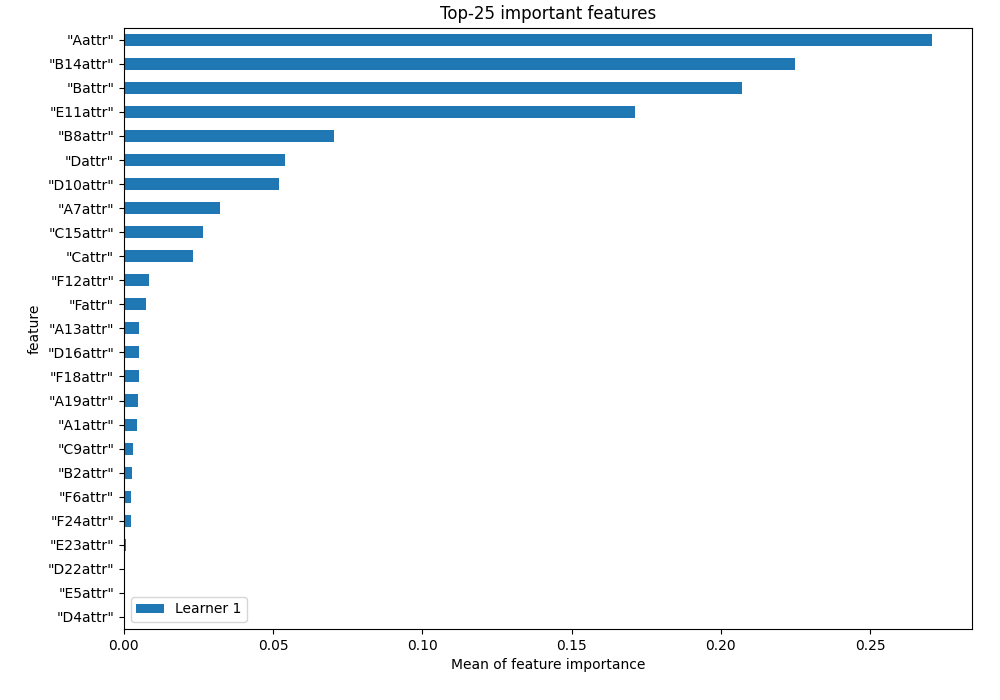 Top-25 important features
"Aattr"
"B14attr"
"Battr"
"E11attr"
"B8attr"
"Dattr"
"D10attr"
"A7attr"
"C15attr"
"Cattr"
"F12attr"
"Fattr"
"A13attr"
"D16attr"
"F18attr"
"A19attr"
"A1attr"
"C9attr"
"B2attr"
"F6attr"
"F24attr"
"E23attr"
"D22attr"
"E5attr"
"D4attr"
feature
Learner 1
0.00 0.05 0.10 0.15 0.20 0.25
Mean of feature importance